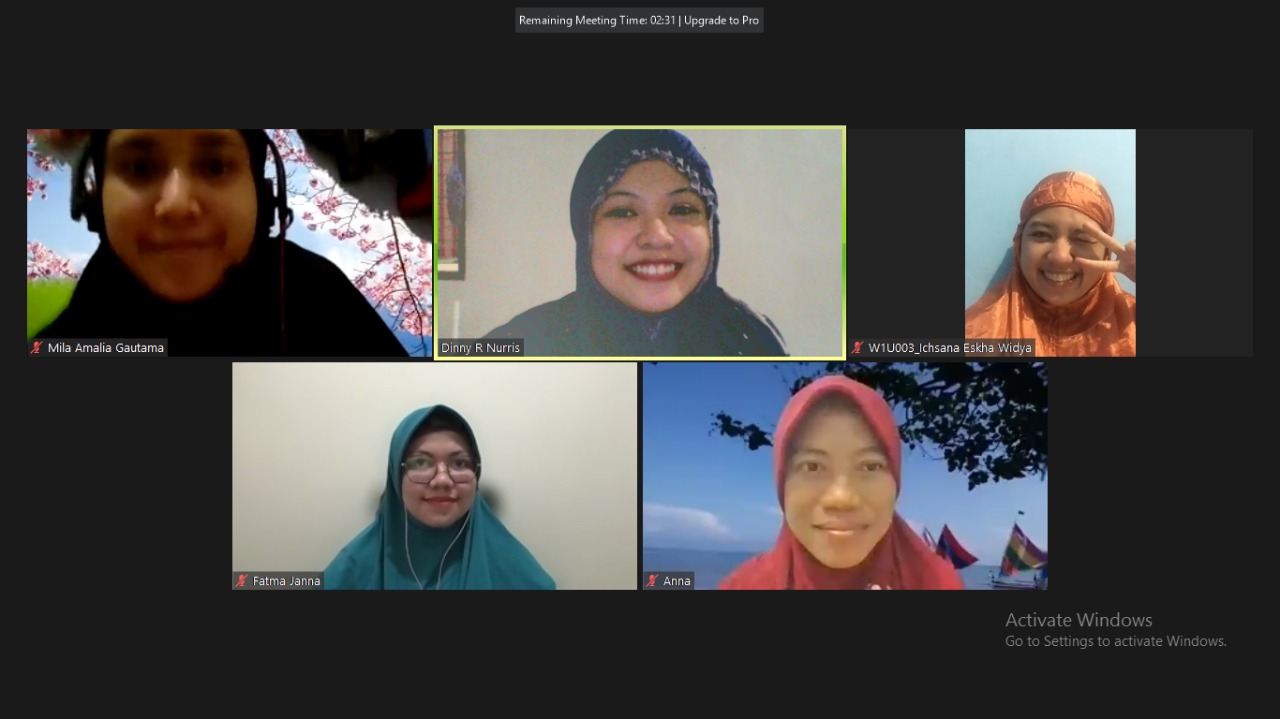 Remaining Meeting Time: 02:31 | Upgrade to Pro
Mila Amalia Gautama
Dinny R Nurris
W1U003_Ichsana Eskha Widya
Fatma Janna
Anna
Activate Windows
Go to Settings to activate Windows.